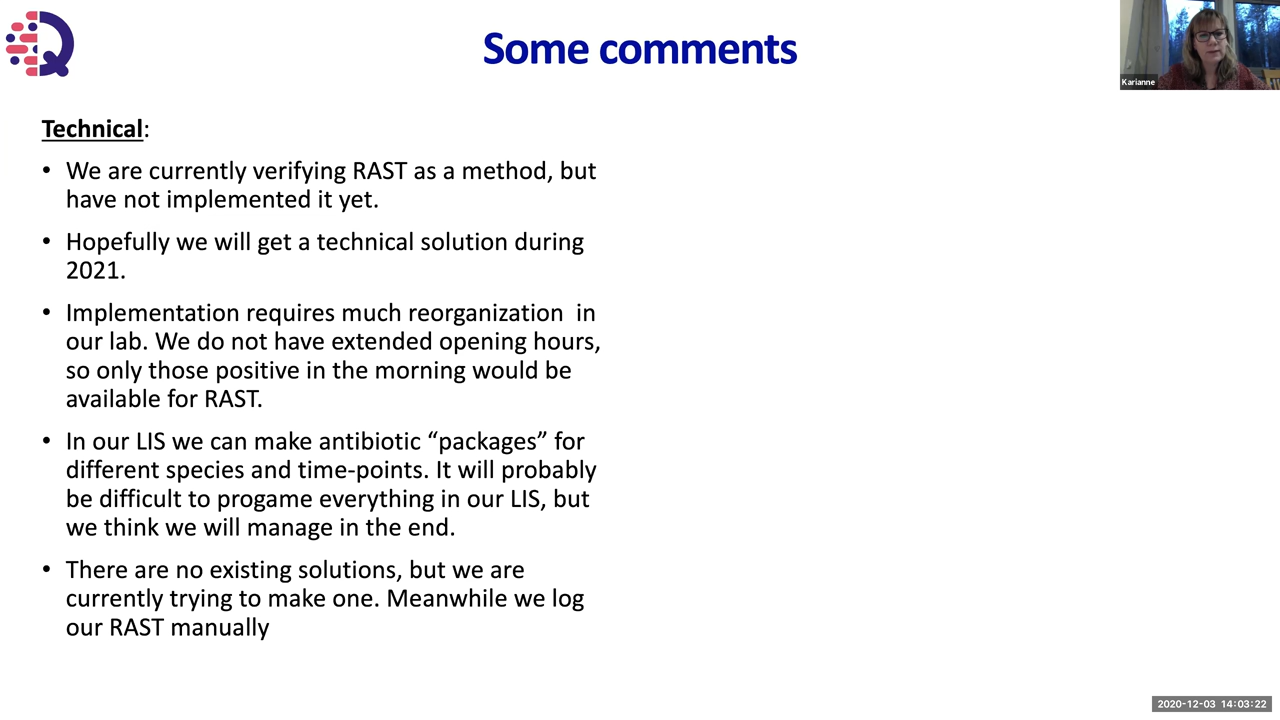 Some comments
Karianne
Technical:
• We are currently verifying RAST as a method, but
have not implemented it yet.
• Hopefully we will get a technical solution during
2021.
• Implementation requires much reorganization  in
our lab. We do not have extended opening hours,
so only those positive in the morning would be
available for RAST.
• In our LIS we can make antibiotic “packages” for
different species and time-points. It will probably
be difficult to progame everything in our LIS, but
we think we will manage in the end.
• There are no existing solutions, but we are
currently trying to make one. Meanwhile we log
our RAST manually
2020-12-03 14:03:22